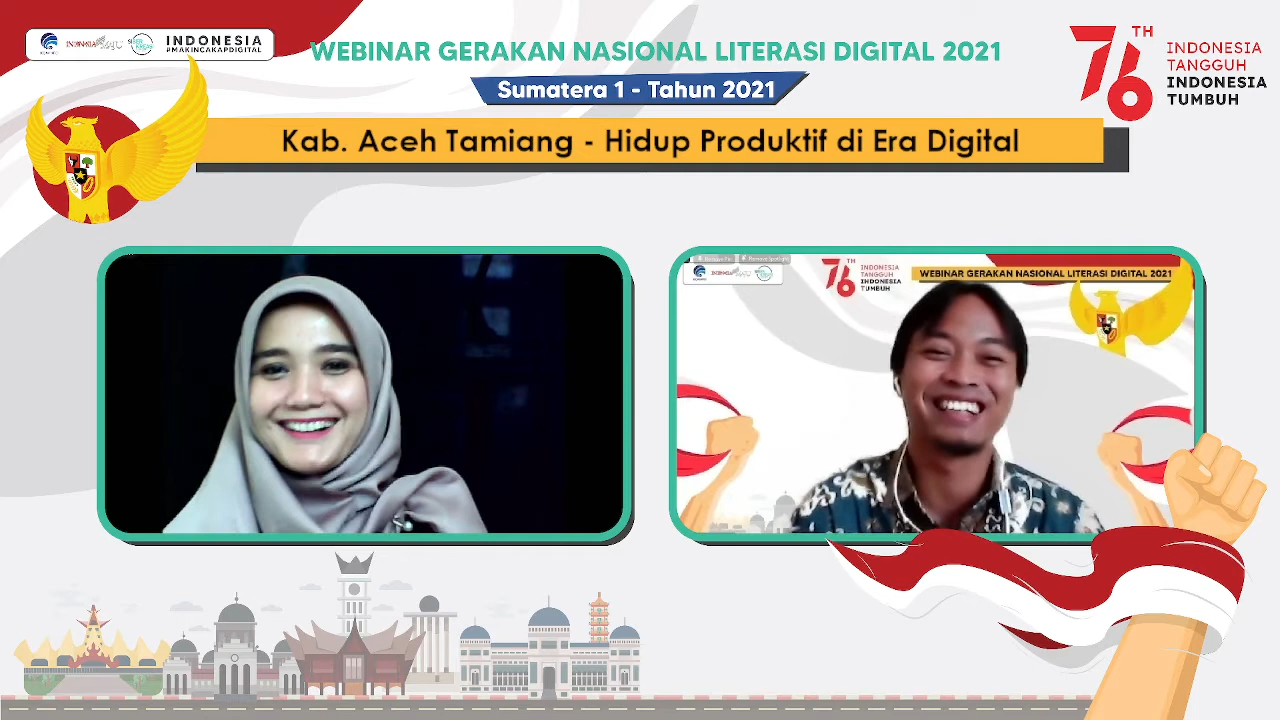 INDONESIA
#MAKINCAKAPDIGITAL
WEBINAR GERAKAN NASIONAL LITERASI DIGITAL 2021
Sumatera 1 - Tahun 2021
Kab. Aceh Tamiang - Hidup Produktif di Era Digital
76TH
INDONESIA
TANGGUH
INDONESIA
TUMBUH
76TH
INDONESIA
TANGGUH
INDONESIA
TUMBUH
WEBINAR GERAKAN NASIONAL LITERASI DIGITAL 2021